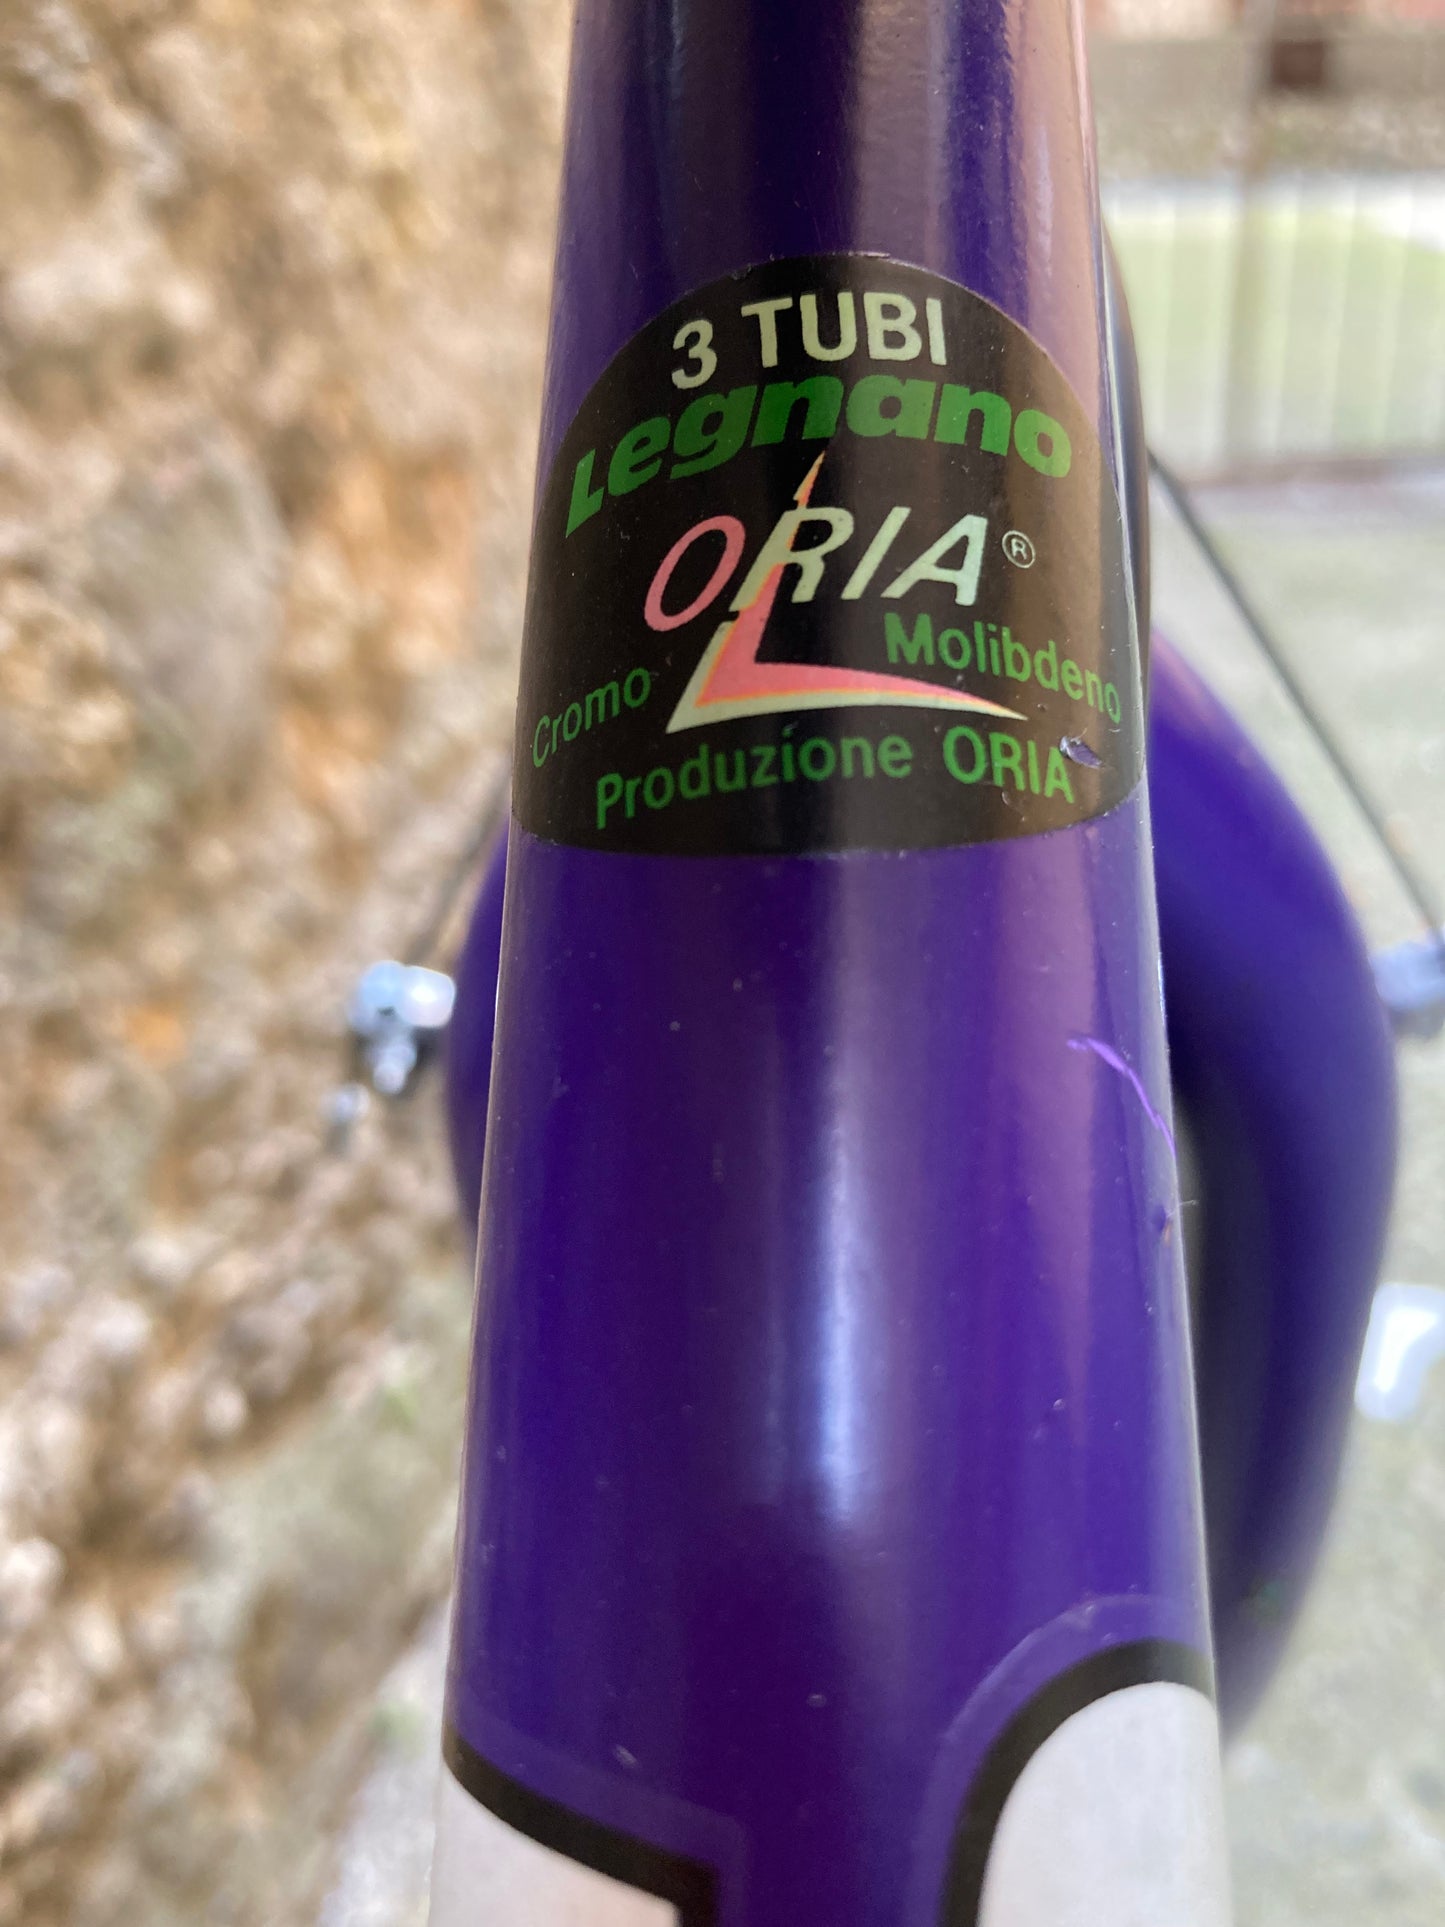 3 TUBI
Legnano
ORIA®
Cromo Molibdeno
Produzione ORIA